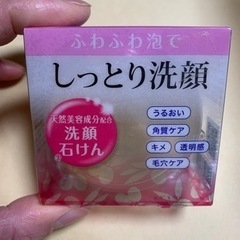 ふわふわ泡で
しっとり洗顔
天然美容成分配合
洗顔
石けん
うるおい
角質ケア
キメ
透明感
毛穴ケア